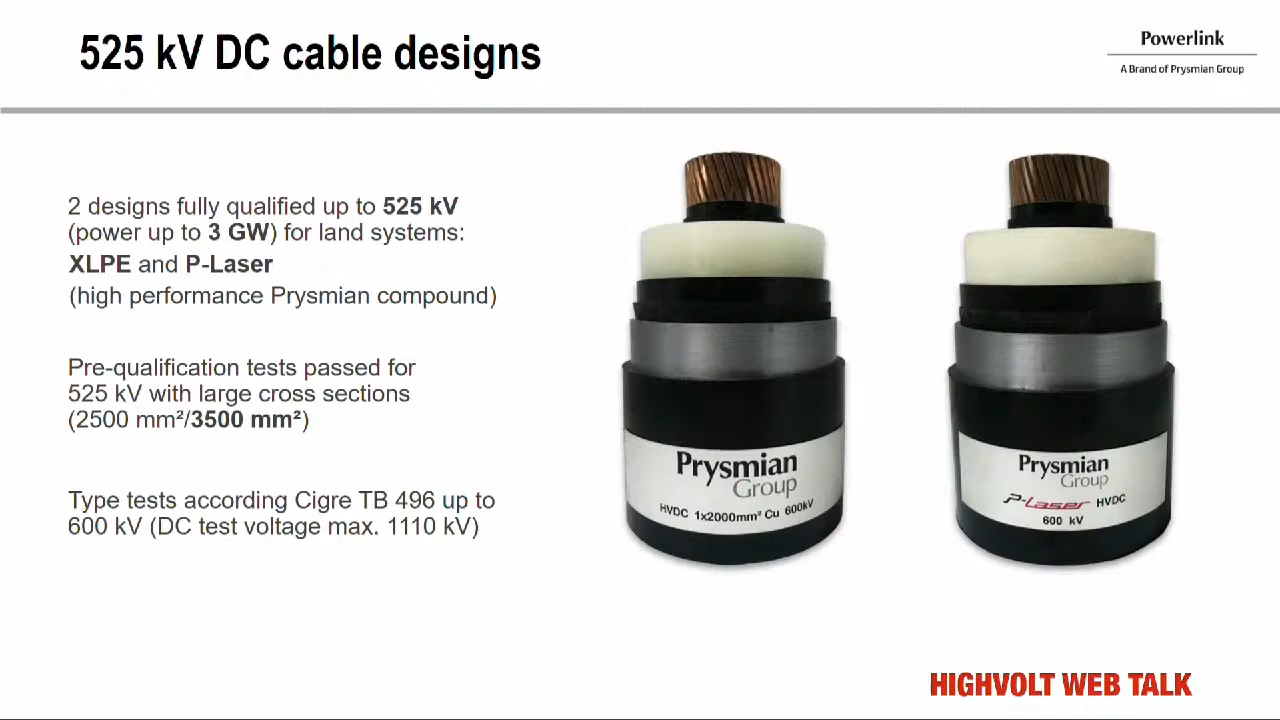 525 kV DC cable designs
Powerlink
A Brand of Prysmian Group
2 designs fully qualified up to 525 kV
(power up to 3 GW) for land systems:
XLPE and P-Laser
(high performance Prysmian compound)
Pre-qualification tests passed for
525 kV with large cross sections
(2500 mm²/3500 mm²)
Type tests according Cigre TB 496 up to
600 kV (DC test voltage max. 1110 kV)
Prysmian
Group
HVDC 1x2000mm² Cu 600kV
Prysmian
Group
P-Laser HVDC
600 kV
HIGHVOLT WEB TALK